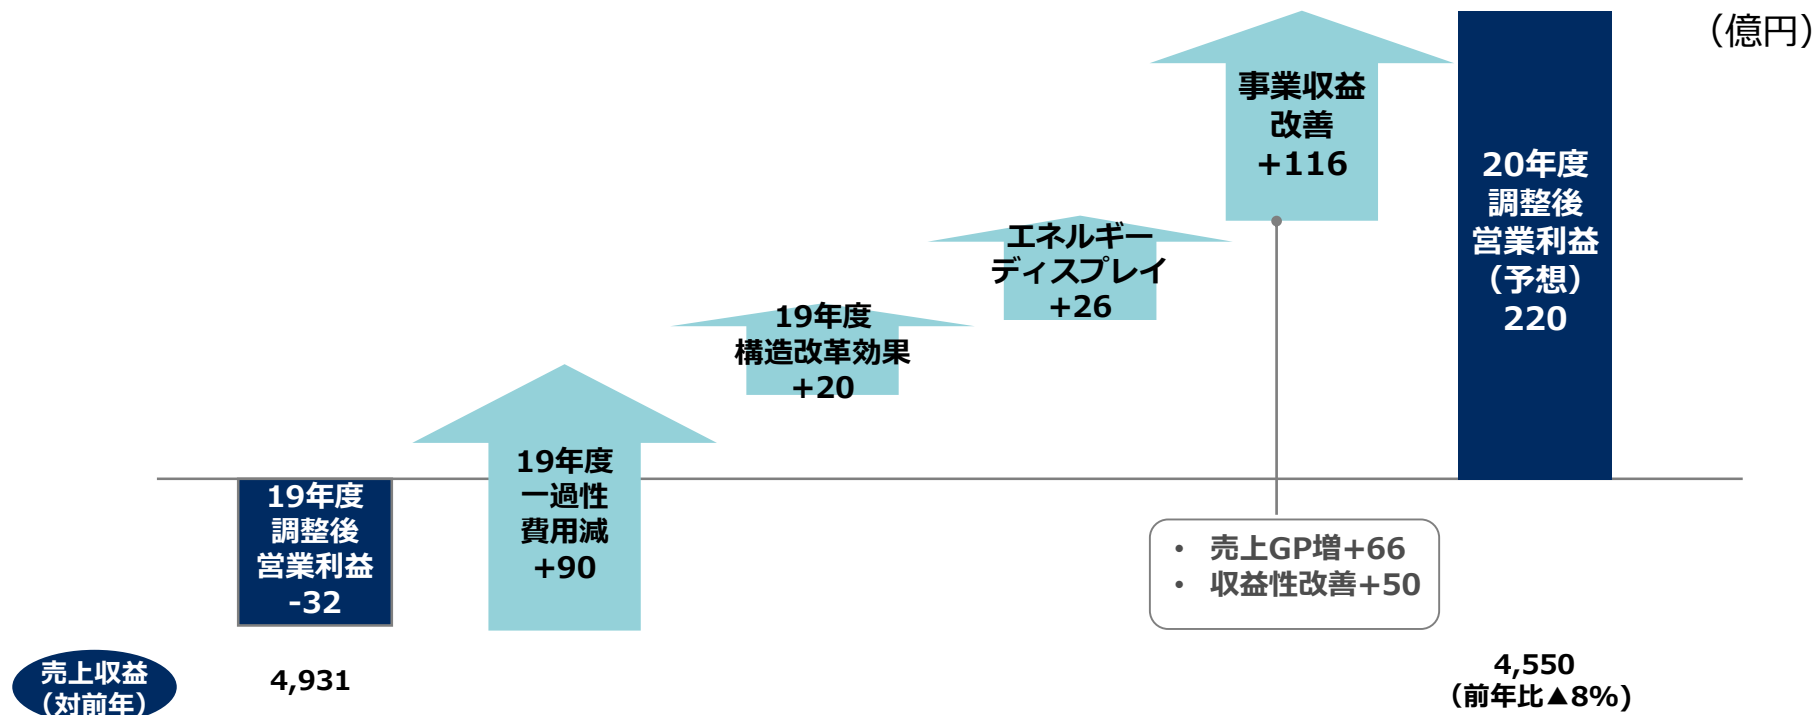 （億円）
事業収益
改善
+116
20年度
調整後
営業利益
（予想）
220
エネルギー
ディスプレイ
+26
19年度
構造改革効果
+20
19年度
一過性
費用減
+90
19年度
調整後
営業利益
-32
• 売上GP増+66
• 収益性改善+50
売上収益
（対前年）
4,931
4,550
（前年比▲8%)